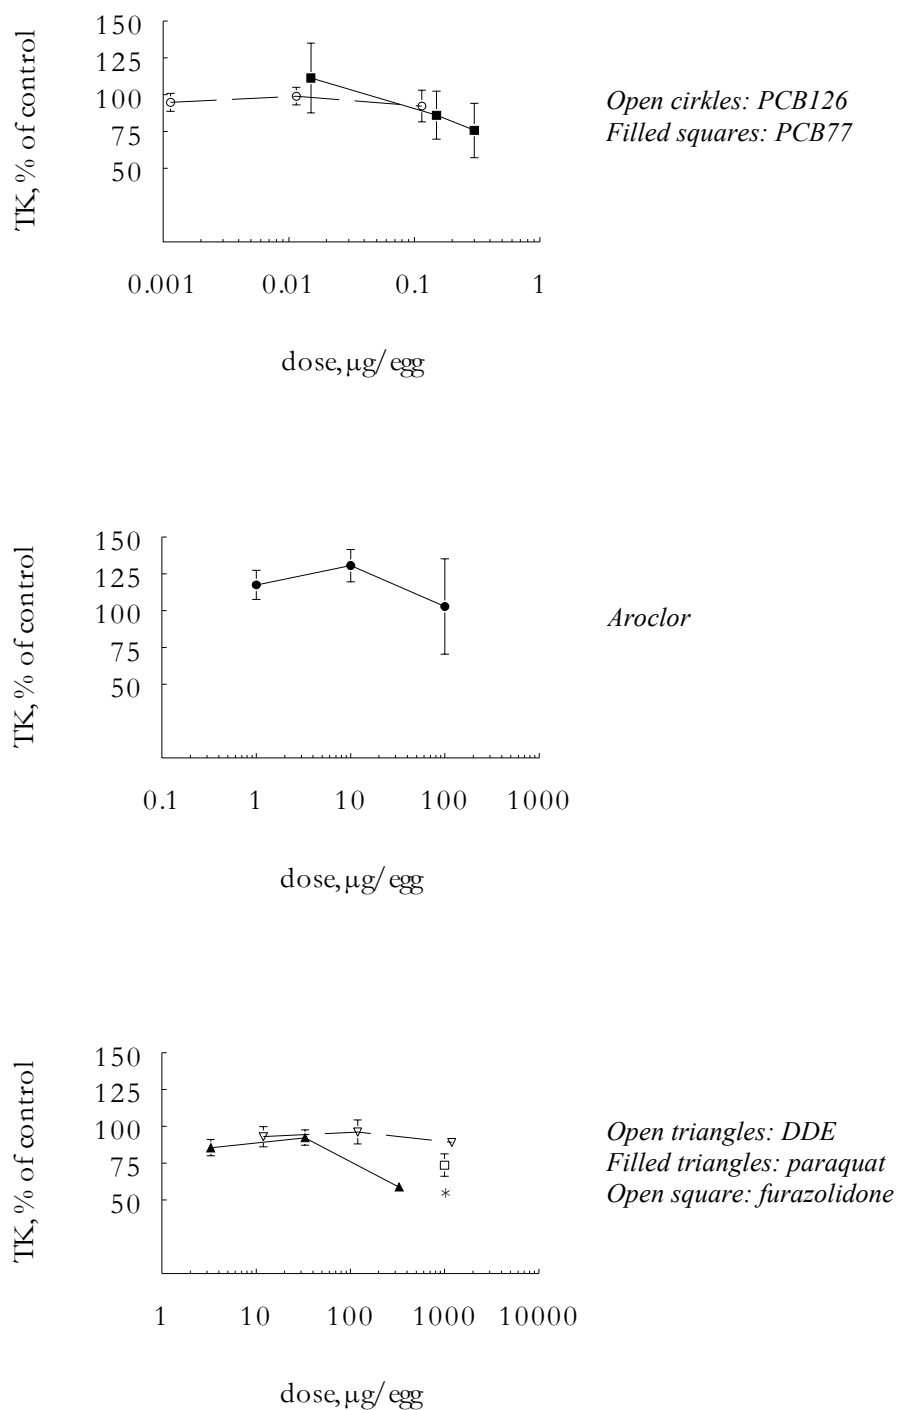 150
125
100
75
50
TK, % of control
0.001 0.01 0.1 1
dose, µg/egg
Open cirkles: PCB126
Filled squares: PCB77
150
125
100
75
50
TK, % of control
0.1 1 10 100 1000
dose, µg/egg
Aroclor
150
125
100
75
50
TK, % of control
*
1 10 100 1000 10000
dose, µg/egg
Open triangles: DDE
Filled triangles: paraquat
Open square: furazolidone